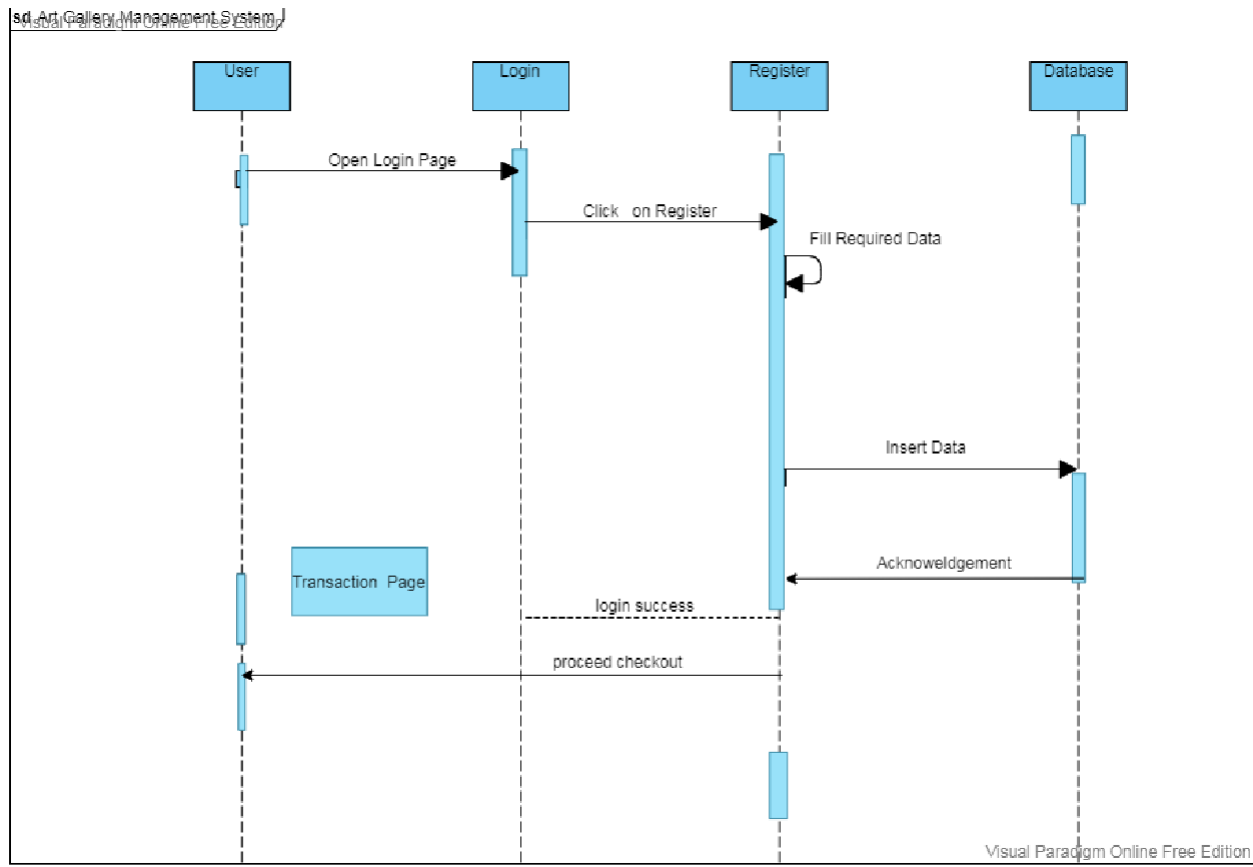 sd Art Gallery Management System
Visual Paradigm Online Free Edition
User
Login
Register
Database
Open Login Page
Click on Register
Fill Required Data
Insert Data
Acknoweldgement
Transaction Page
login success
proceed checkout
Visual Paradigm Online Free Edition